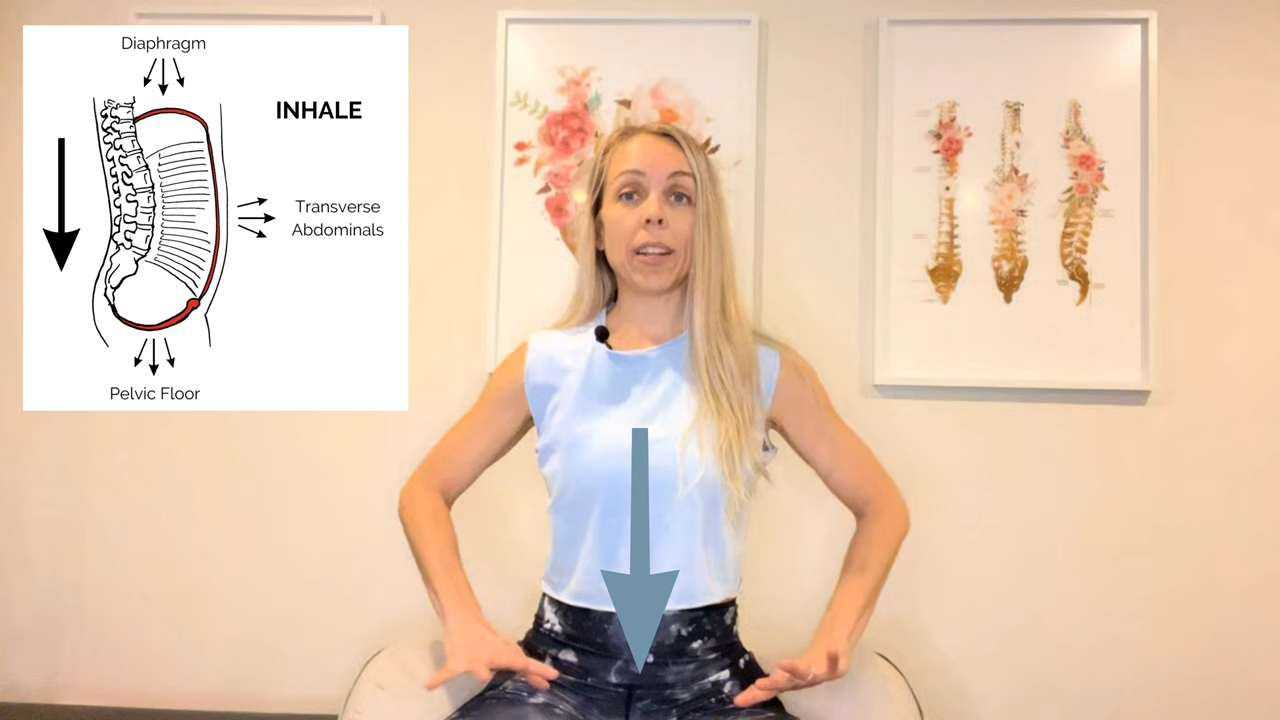 Diaphragm
INHALE
Transverse
Abdominals
Pelvic Floor